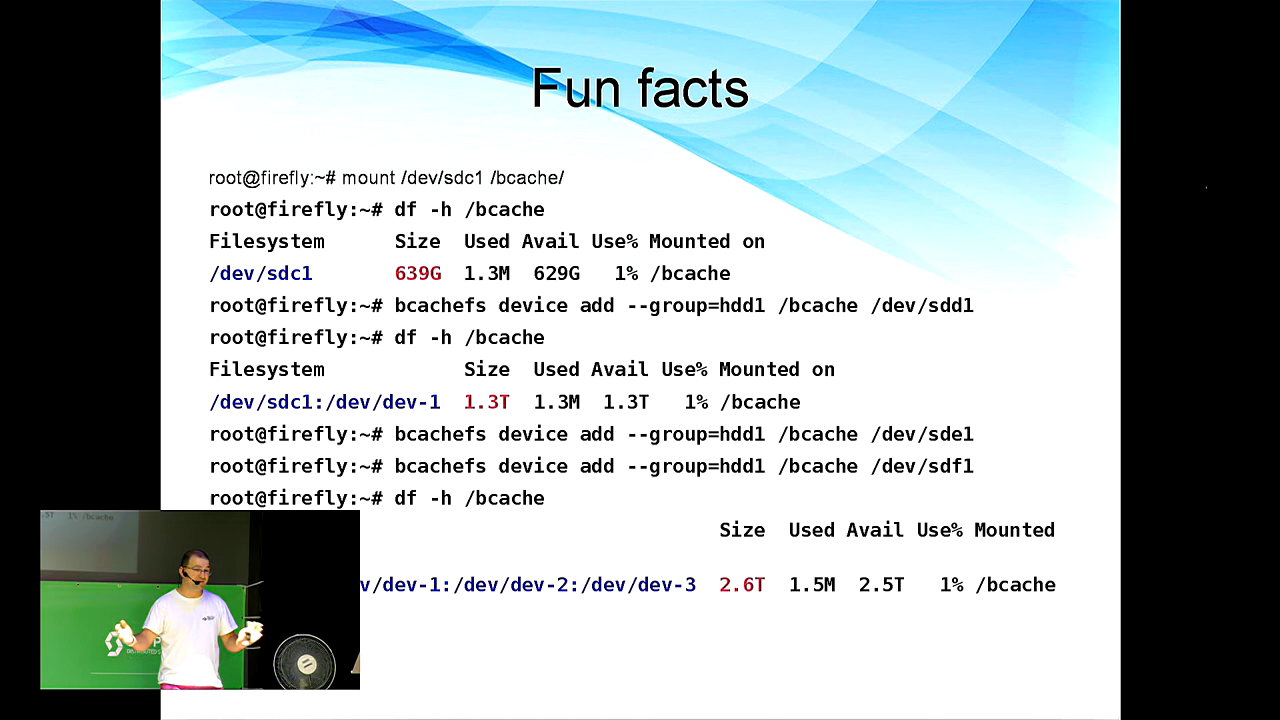 Fun facts
root@firefly:~# mount /dev/sdc1 /bcache/
root@firefly:~# df -h /bcache
Filesystem      Size  Used Avail Use% Mounted on
/dev/sdc1       639G  1.3M  629G   1% /bcache
root@firefly:~# bcachefs device add --group=hdd1 /bcache /dev/sdd1
root@firefly:~# df -h /bcache
Filesystem            Size  Used Avail Use% Mounted on
/dev/sdc1:/dev/dev-1  1.3T  1.3M  1.3T   1% /bcache
root@firefly:~# bcachefs device add --group=hdd1 /bcache /dev/sde1
root@firefly:~# bcachefs device add --group=hdd1 /bcache /dev/sdf1
root@firefly:~# df -h /bcache
Size  Used Avail Use% Mounted
v/dev-1:/dev/dev-2:/dev/dev-3  2.6T  1.5M  2.5T   1% /bcache
1% /bcache